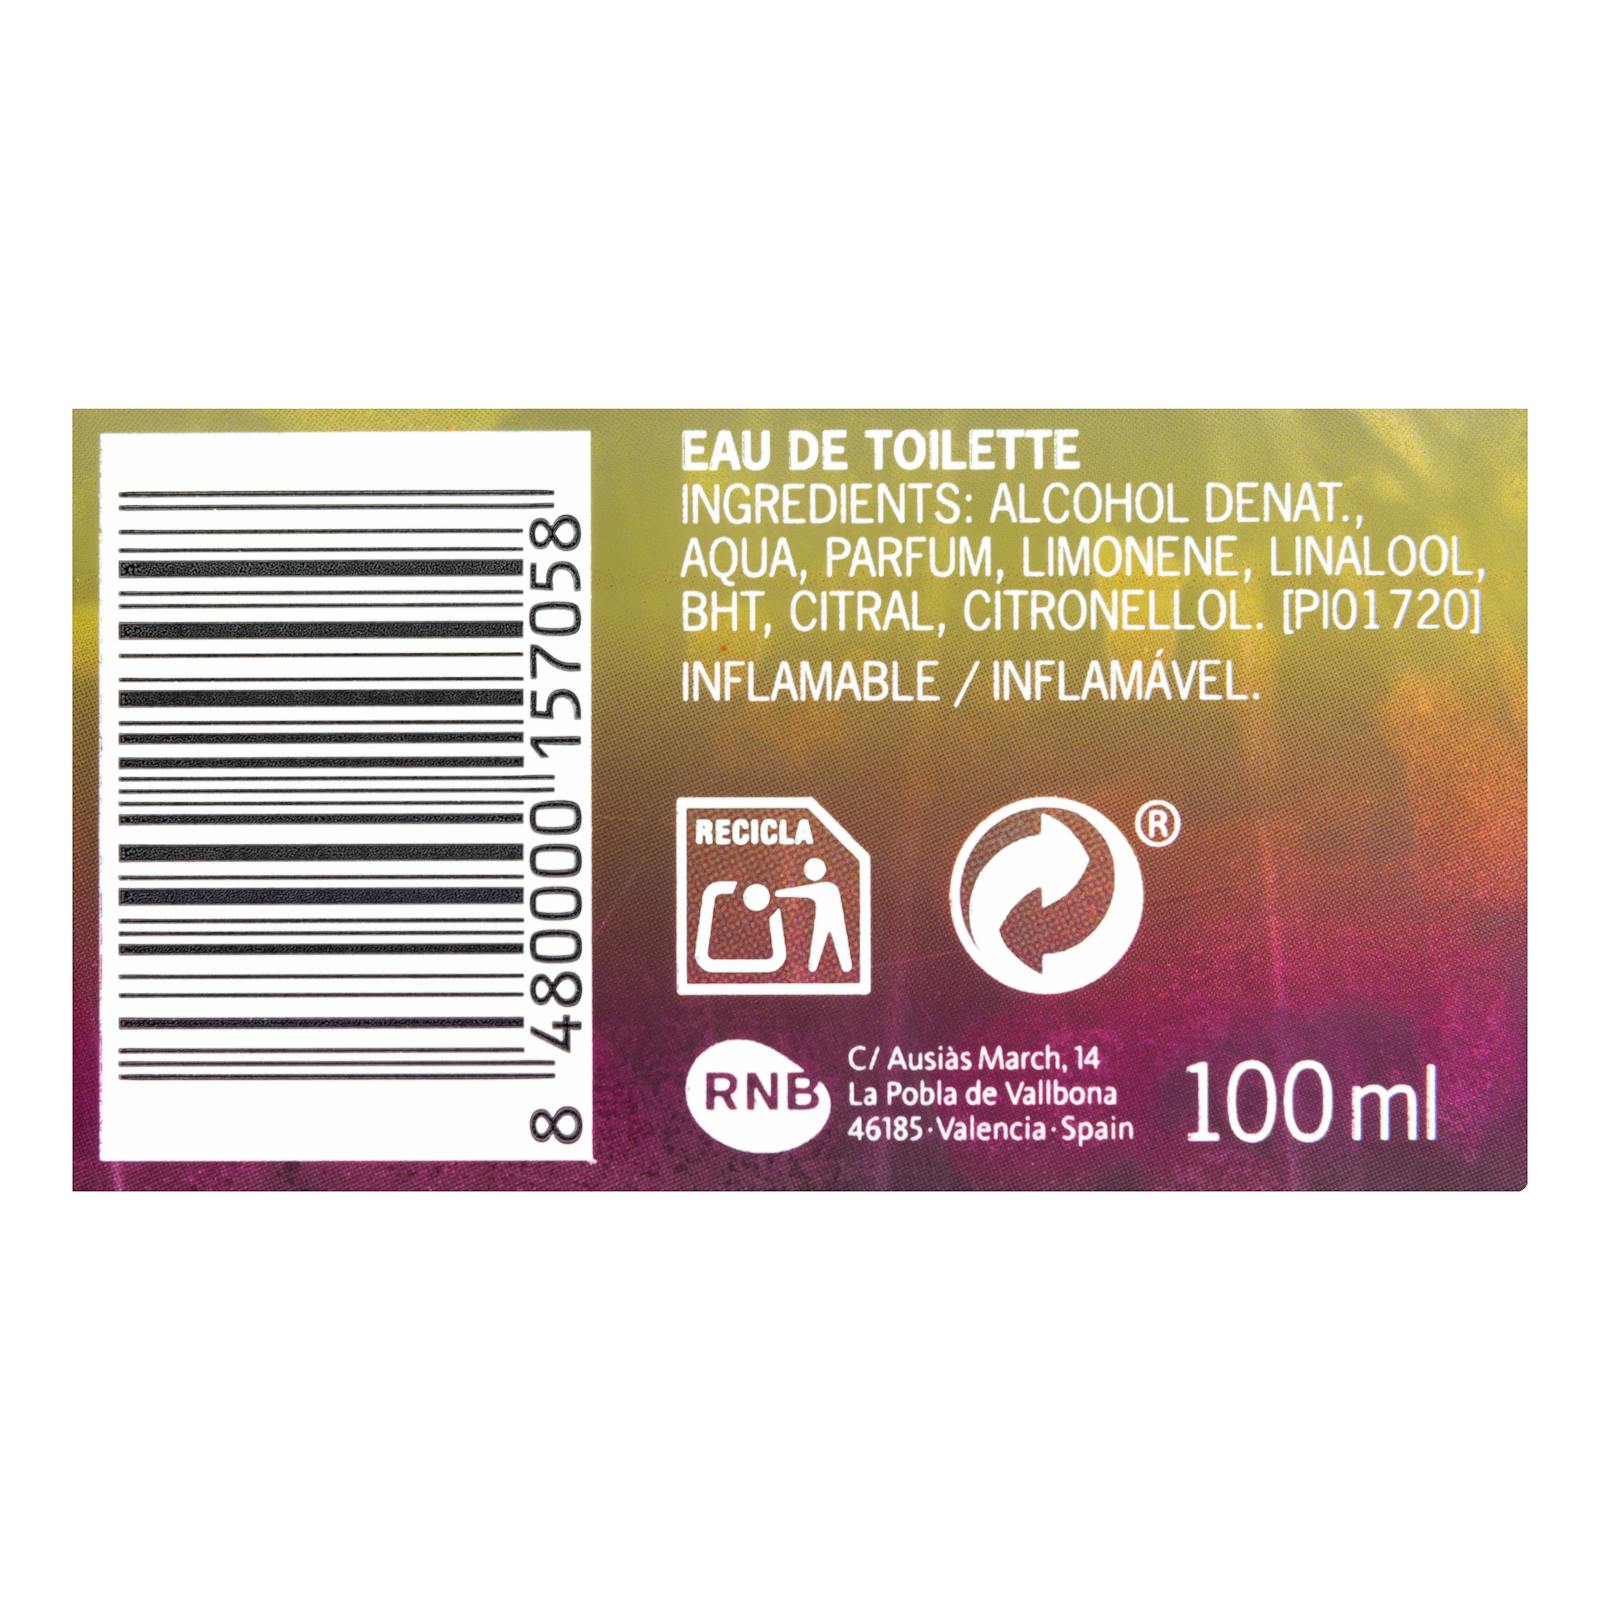 EAU DE TOILETTE
INGREDIENTS: ALCOHOL DENAT.,
AQUA, PARFUM, LIMONENE, LINALOOL,
BHT, CITRAL, CITRONELLOL. [PI01720]
INFLAMABLE / INFLAMÁVEL.
RECICLA
®
RNB
C/ Ausiàs March, 14
La Pobla de Vallbona
46185·Valencia·Spain
100 ml
8 480000 157058